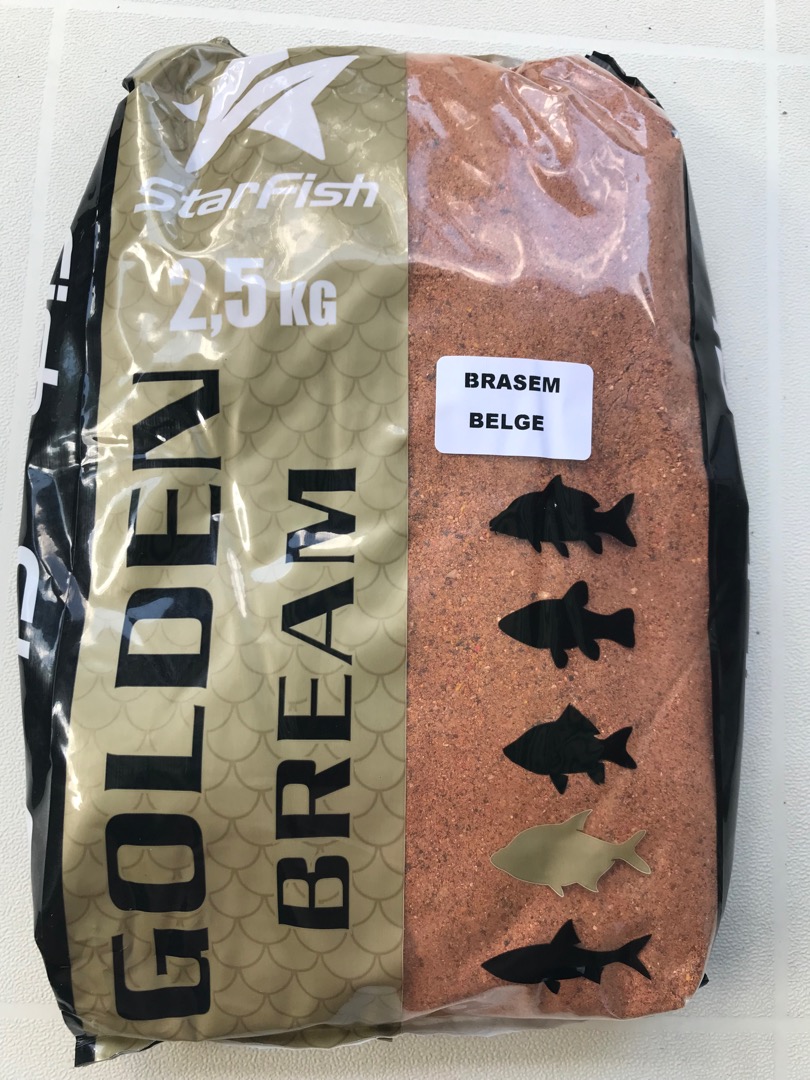 StarFish
2,5 KG
GOLDEN
BREAM
BRASEM
BELGE